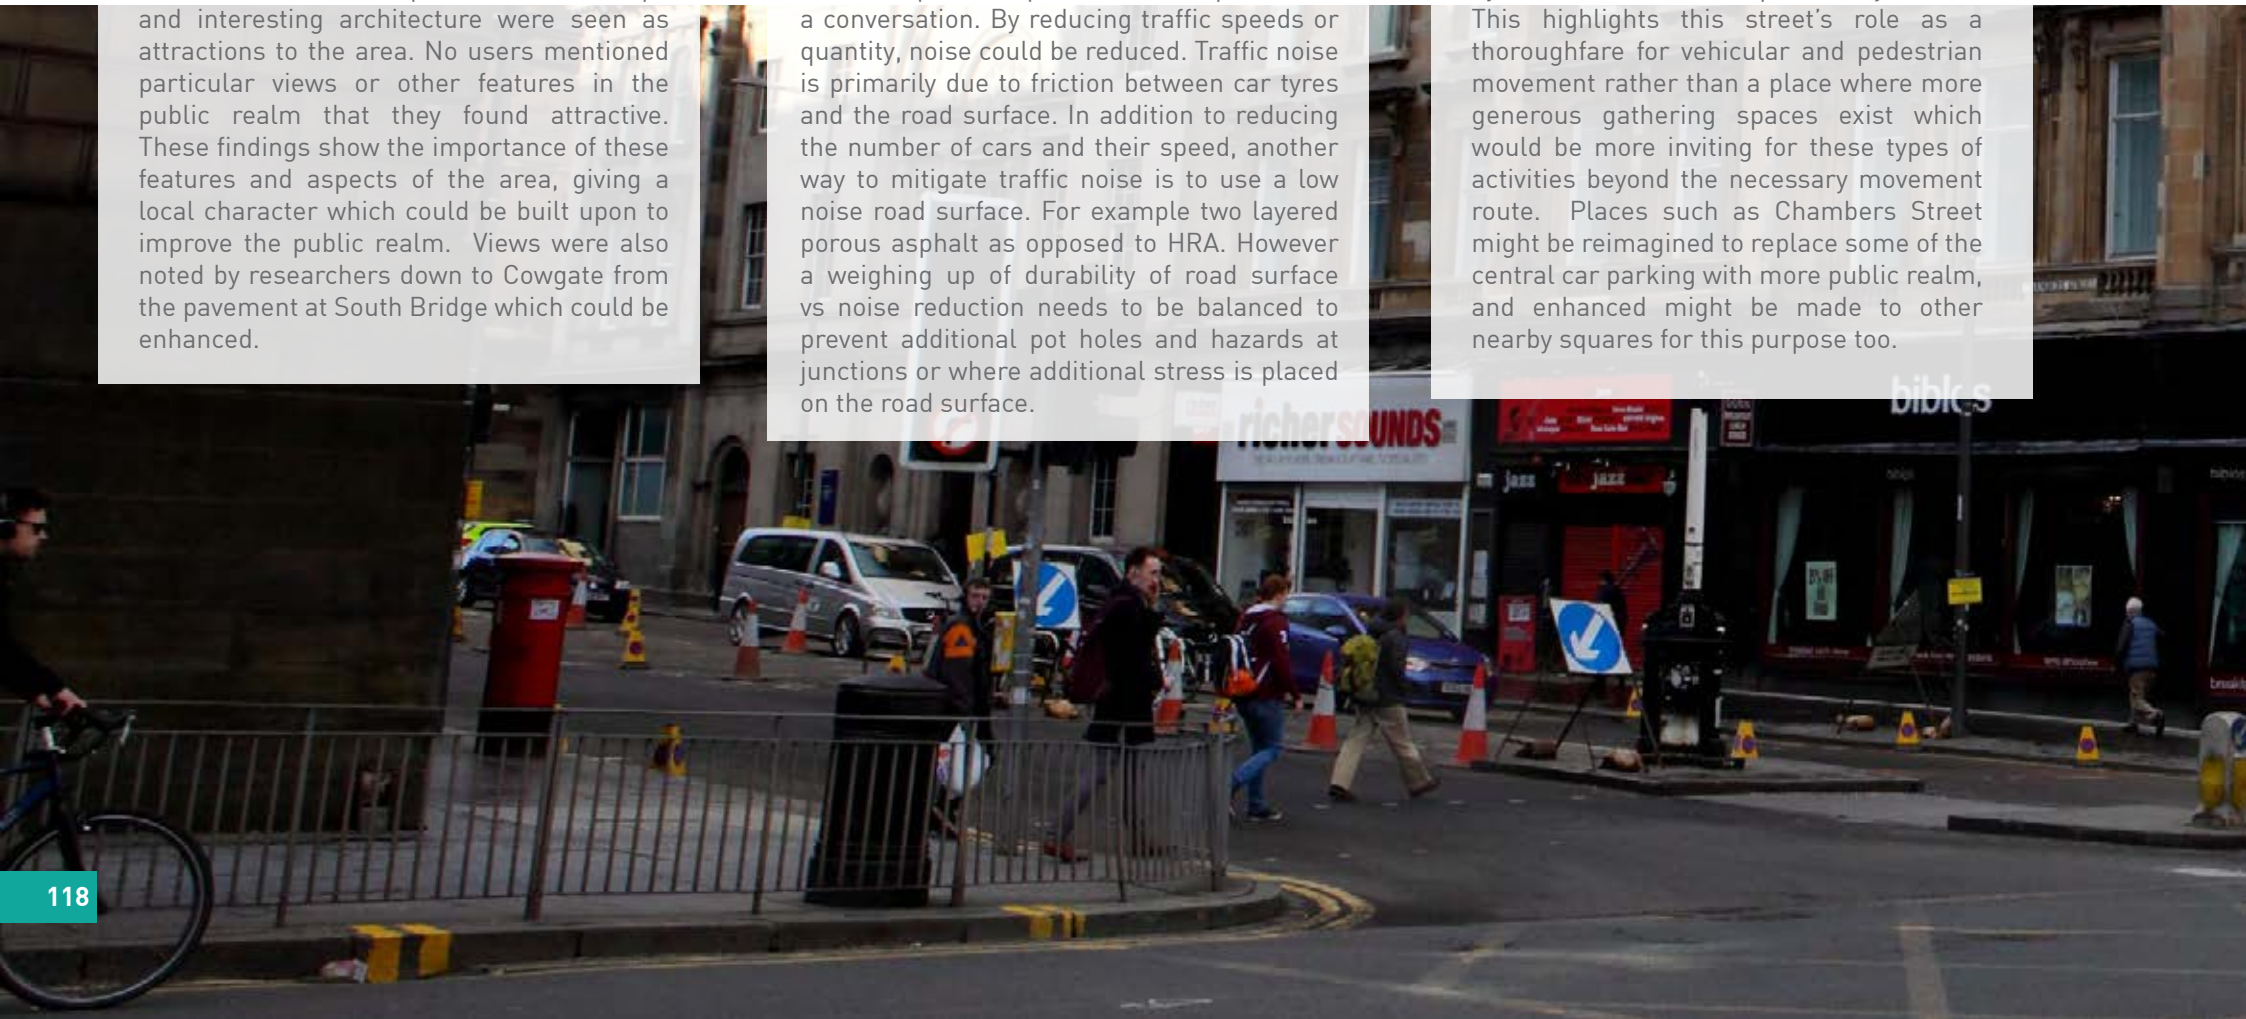 and interesting architecture were seen as
attractions to the area. No users mentioned
particular views or other features in the
public realm that they found attractive.
These findings show the importance of these
features and aspects of the area, giving a
local character which could be built upon to
improve the public realm.  Views were also
noted by researchers down to Cowgate from
the pavement at South Bridge which could be
enhanced.
a conversation. By reducing traffic speeds or
quantity, noise could be reduced. Traffic noise
is primarily due to friction between car tyres
and the road surface. In addition to reducing
the number of cars and their speed, another
way to mitigate traffic noise is to use a low
noise road surface. For example two layered
porous asphalt as opposed to HRA. However
a weighing up of durability of road surface
vs noise reduction needs to be balanced to
prevent additional pot holes and hazards at
junctions or where additional stress is placed
on the road surface.
This highlights this street's role as a
thoroughfare for vehicular and pedestrian
movement rather than a place where more
generous gathering spaces exist which
would be more inviting for these types of
activities beyond the necessary movement
route.  Places such as Chambers Street
might be reimagined to replace some of the
central car parking with more public realm,
and enhanced might be made to other
nearby squares for this purpose too.
richer sounds
biblos
jazz
jazz
118